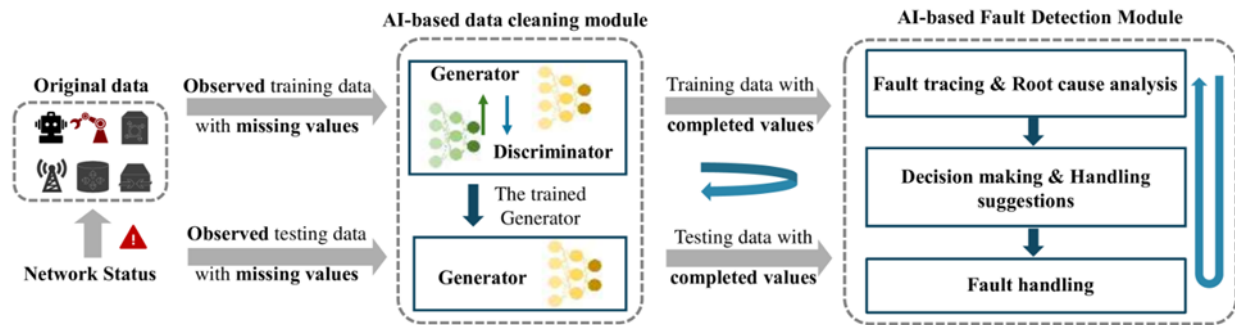 AI-based data cleaning module
AI-based Fault Detection Module
Original data
Observed training data
with missing values
Generator
Discriminator
Training data with
completed values
Fault tracing & Root cause analysis
Decision making & Handling
suggestions
The trained
Generator
Network Status
Observed testing data
with missing values
Generator
Testing data with
completed values
Fault handling